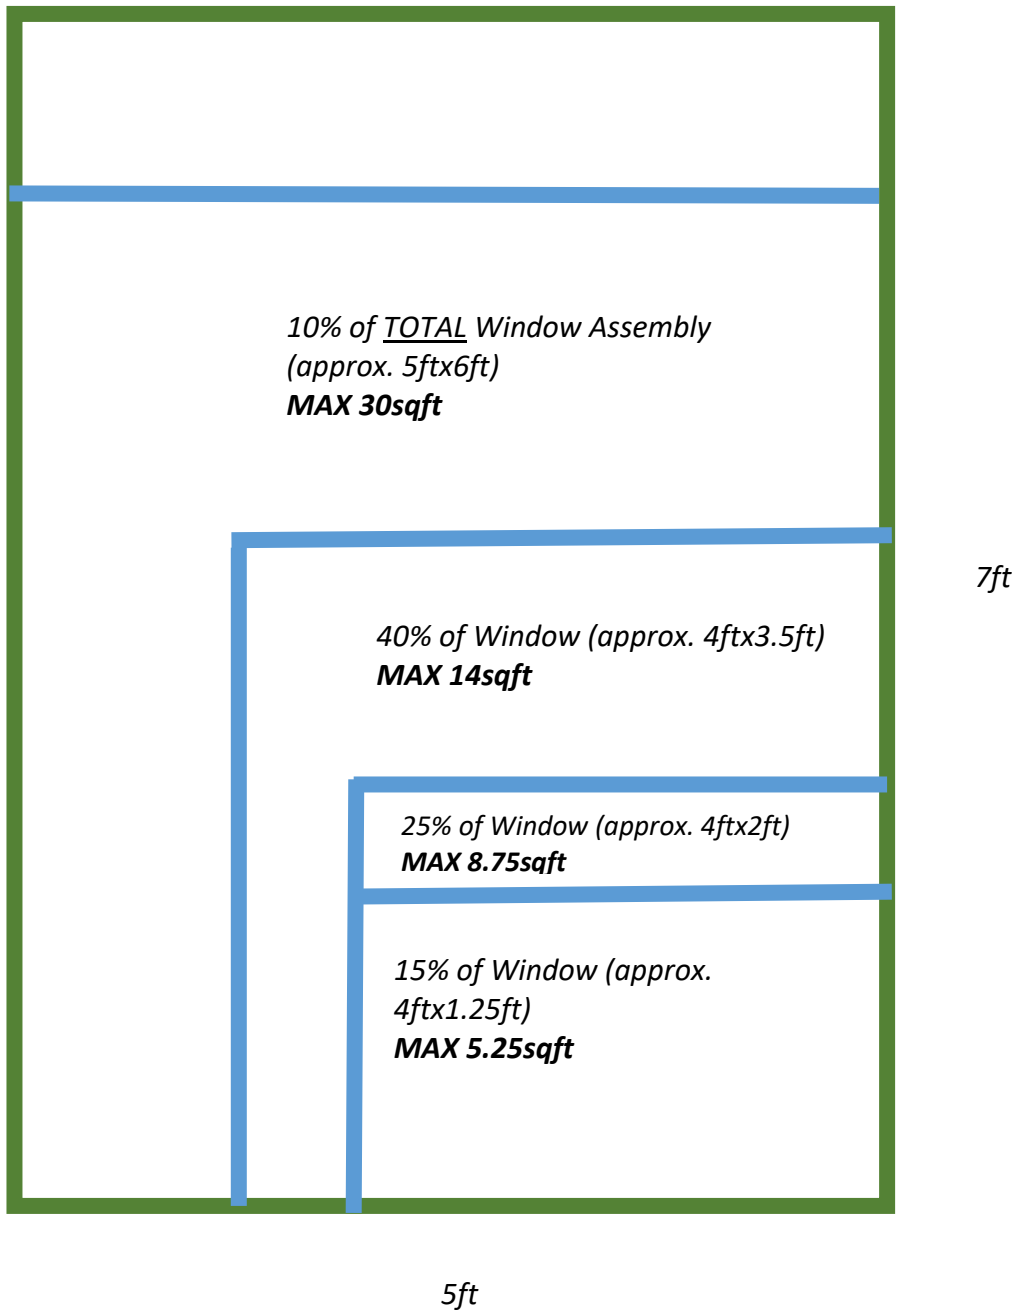 10% of TOTAL Window Assembly
(approx. 5ftx6ft)
MAX 30sqft
7ft
40% of Window (approx. 4ftx3.5ft)
MAX 14sqft
25% of Window (approx. 4ftx2ft)
MAX 8.75sqft
15% of Window (approx.
4ftx1.25ft)
MAX 5.25sqft
5ft